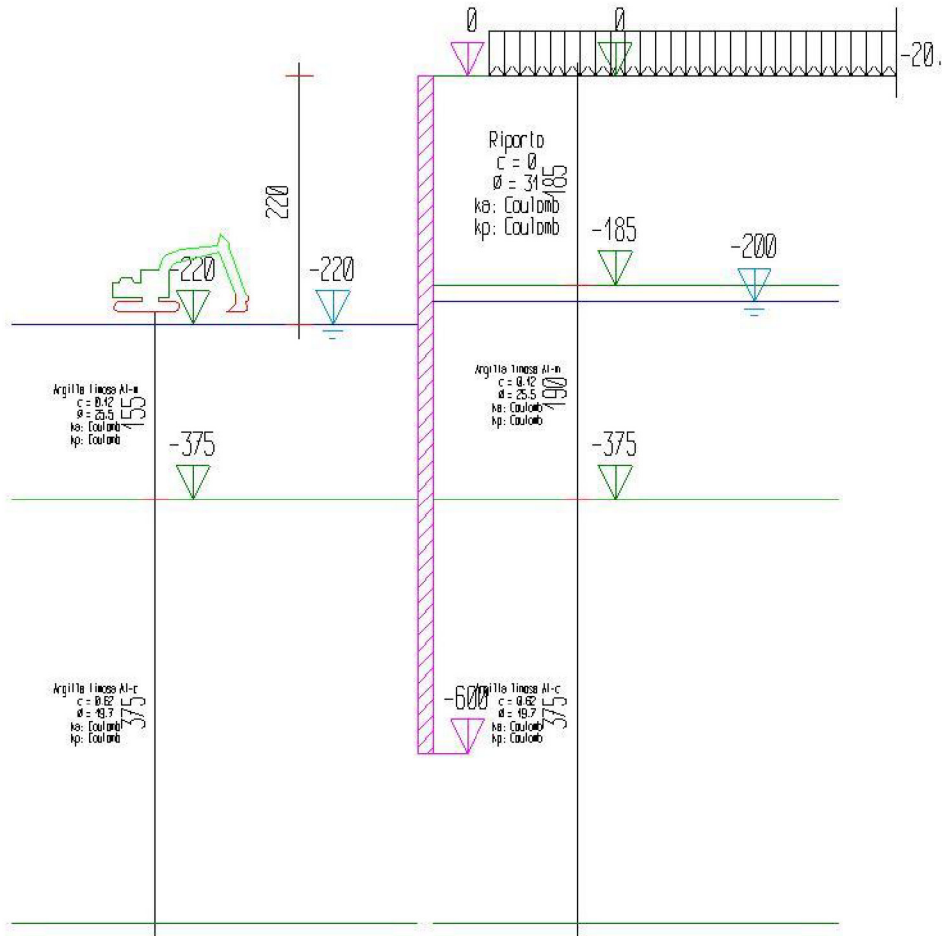 0
0
-20.
Riporto
c = 0
Ø = 31
ka: Coulomb
kp: Coulomb
185
220
-185
-200
-220
-220
Argilla limosa Al-m
c = 0.12
Ø = 25.5
ka: Coulomb
kp: Coulomb
155
Argilla limosa Al-m
c = 0.12
Ø = 25.5
ka: Coulomb
kp: Coulomb
190
-375
-375
Argilla limosa Al-c
c = 0.62
Ø = 19.7
ka: Coulomb
kp: Coulomb
375
-600
Argilla limosa Al-c
c = 0.62
Ø = 19.7
ka: Coulomb
kp: Coulomb
375